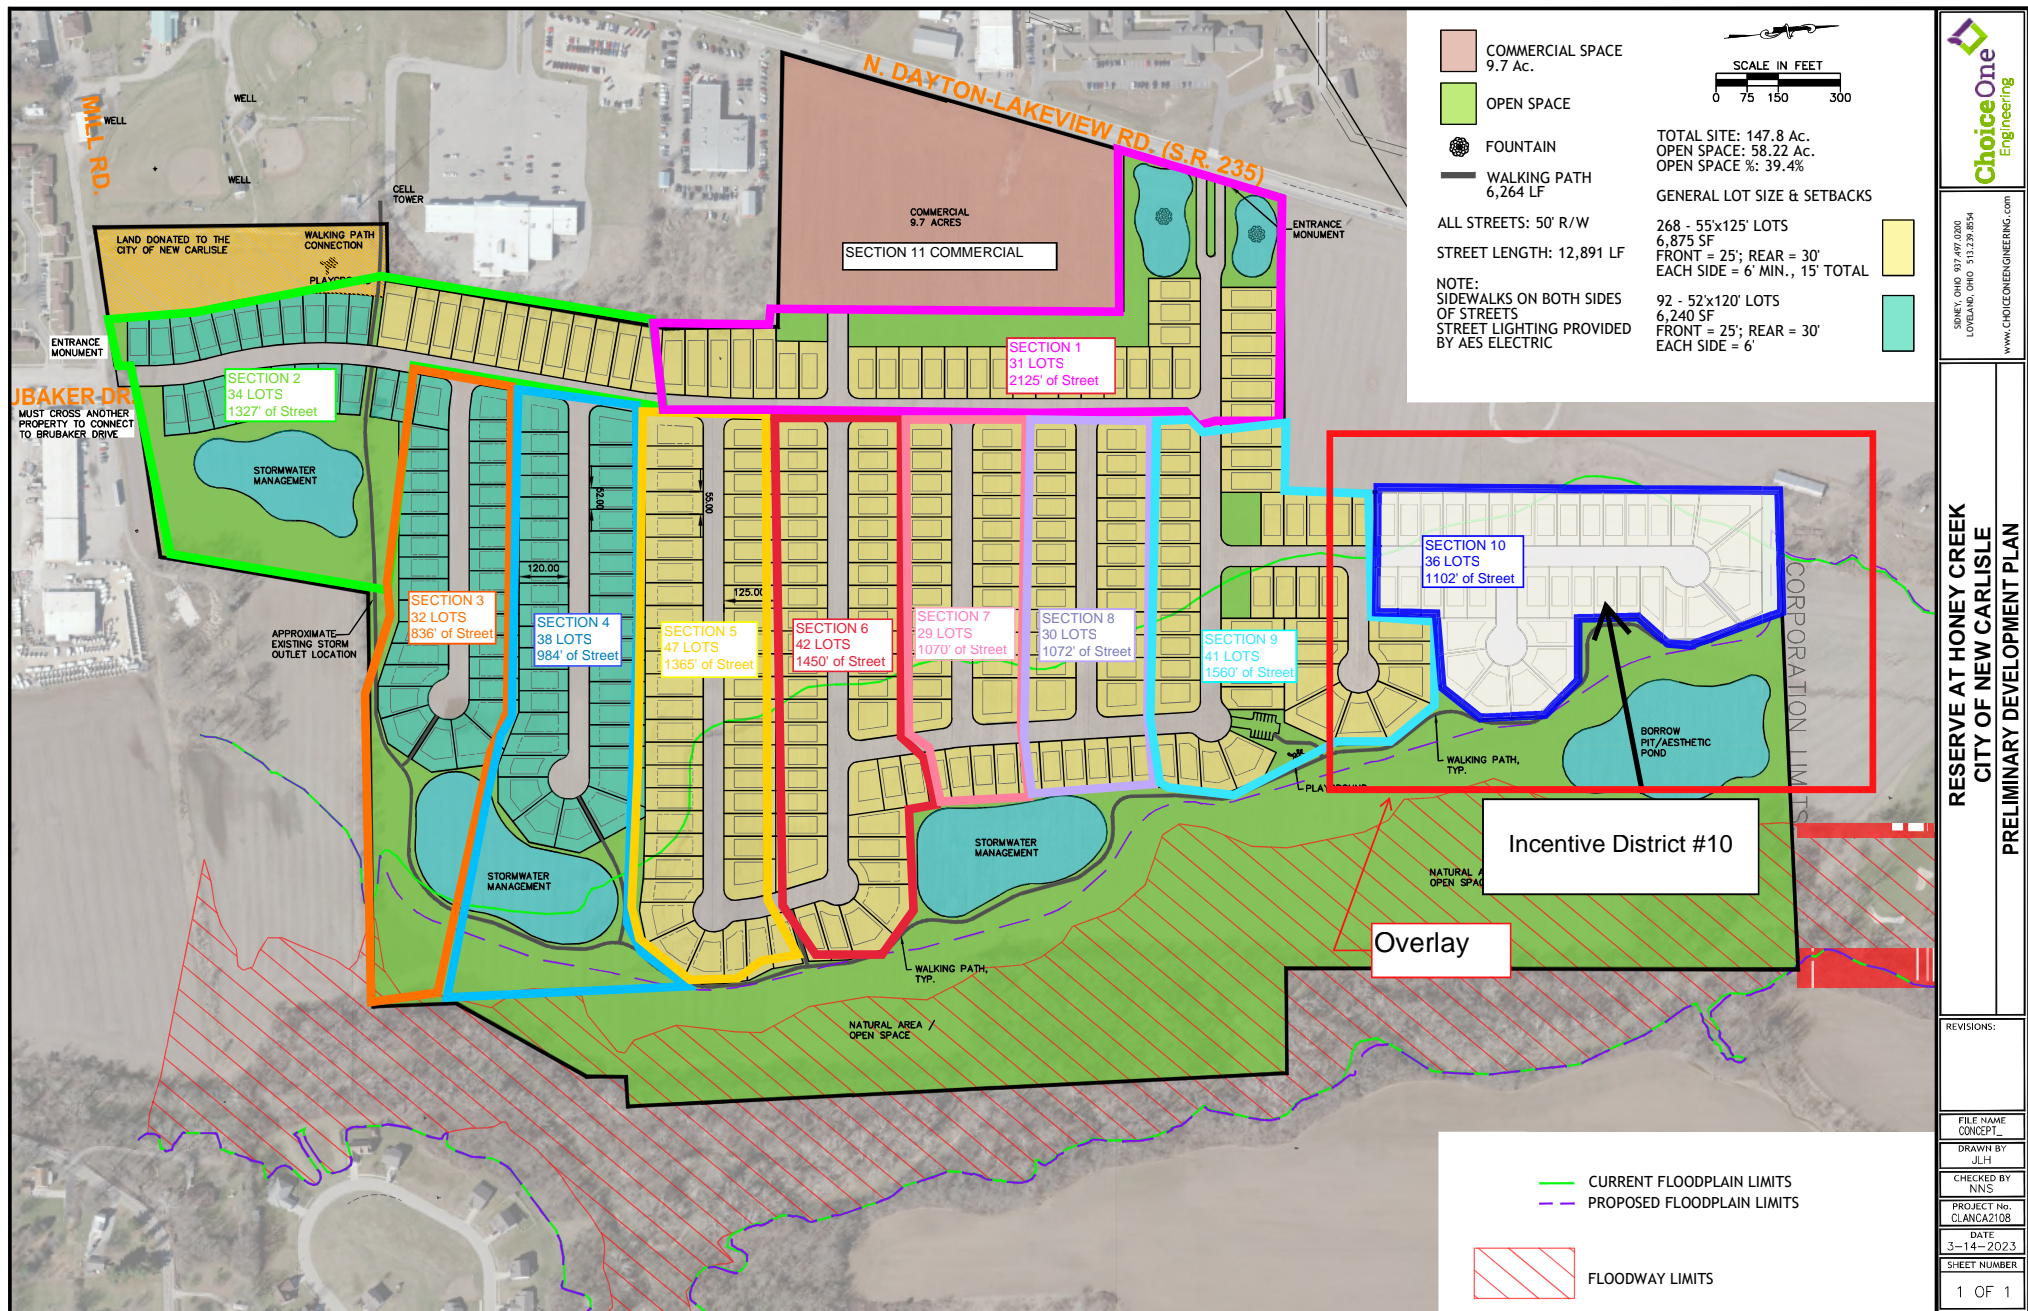 N. DAYTON-LAKEVIEW RD. (S.R. 235)
MILL RD.
WELL
WELL
WELL
CELL
TOWER
LAND DONATED TO THE
CITY OF NEW CARLISLE
WALKING PATH
CONNECTION
COMMERCIAL
9.7 ACRES
SECTION 11 COMMERCIAL
ENTRANCE
MONUMENT
ENTRANCE
MONUMENT
UBAKER DR.
MUST CROSS ANOTHER
PROPERTY TO CONNECT
TO BRUBAKER DRIVE
SECTION 1
31 LOTS
2125' of Street
SECTION 2
34 LOTS
1327' of Street
STORMWATER
MANAGEMENT
52.00
55.00
120.00
125.00
APPROXIMATE
EXISTING STORM
OUTLET LOCATION
SECTION 3
32 LOTS
836' of Street
SECTION 4
38 LOTS
984' of Street
SECTION 5
47 LOTS
1365' of Street
SECTION 6
42 LOTS
1450' of Street
SECTION 7
29 LOTS
1070' of Street
SECTION 8
30 LOTS
1072' of Street
SECTION 9
41 LOTS
1560' of Street
SECTION 10
36 LOTS
1102' of Street
CORPORATION LIMITS
BORROW
PIT/AESTHETIC
POND
WALKING PATH,
TYP.
Incentive District #10
STORMWATER
MANAGEMENT
STORMWATER
MANAGEMENT
NATURAL A
OPEN SPAC
Overlay
WALKING PATH,
TYP.
NATURAL AREA /
OPEN SPACE
COMMERCIAL SPACE
9.7 Ac.
OPEN SPACE
FOUNTAIN
WALKING PATH
6,264 LF
ALL STREETS: 50' R/W
STREET LENGTH: 12,891 LF
NOTE:
SIDEWALKS ON BOTH SIDES
OF STREETS
STREET LIGHTING PROVIDED
BY AES ELECTRIC
SCALE IN FEET
0 75 150 300
TOTAL SITE: 147.8 Ac.
OPEN SPACE: 58.22 Ac.
OPEN SPACE %: 39.4%
GENERAL LOT SIZE & SETBACKS
268 - 55'x125' LOTS
6,875 SF
FRONT = 25'; REAR = 30'
EACH SIDE = 6' MIN., 15' TOTAL
92 - 52'x120' LOTS
6,240 SF
FRONT = 25'; REAR = 30'
EACH SIDE = 6'
CURRENT FLOODPLAIN LIMITS
PROPOSED FLOODPLAIN LIMITS
FLOODWAY LIMITS
ChoiceOne
Engineering
SIDNEY, OHIO 937.497.0200
LOVELAND, OHIO 513.239.8554
www.CHOICEONEENGINEERING.com
RESERVE AT HONEY CREEK
CITY OF NEW CARLISLE
PRELIMINARY DEVELOPMENT PLAN
REVISIONS:
FILE NAME
CONCEPT_
DRAWN BY
JLH
CHECKED BY
NNS
PROJECT No.
CLANCA2108
DATE
3-14-2023
SHEET NUMBER
1 OF 1